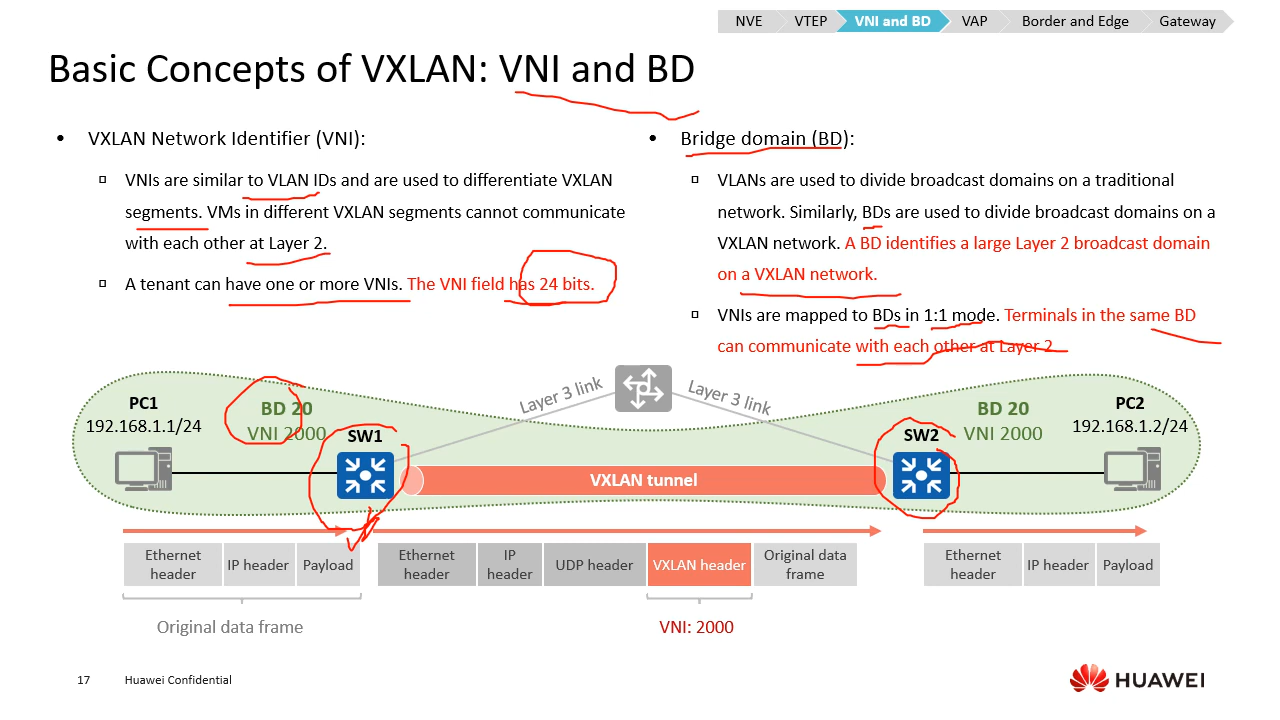 NVE
VTEP
VNI and BD
VAP
Border and Edge
Gateway
Basic Concepts of VXLAN: VNI and BD
• VXLAN Network Identifier (VNI):
VNIs are similar to VLAN IDs and are used to differentiate VXLAN
segments. VMs in different VXLAN segments cannot communicate
with each other at Layer 2.
A tenant can have one or more VNIs. The VNI field has 24 bits.
• Bridge domain (BD):
VLANs are used to divide broadcast domains on a traditional
network. Similarly, BDs are used to divide broadcast domains on a
VXLAN network. A BD identifies a large Layer 2 broadcast domain
on a VXLAN network.
VNIs are mapped to BDs in 1:1 mode. Terminals in the same BD
can communicate with each other at Layer 2
PC1
192.168.1.1/24
BD 20
VNI 2000
SW1
Layer 3 link
Layer 3 link
VXLAN tunnel
SW2
BD 20
VNI 2000
PC2
192.168.1.2/24
Ethernet
header
IP header
Payload
Ethernet
header
IP
header
UDP header
VXLAN header
Original data
frame
Ethernet
header
IP header
Payload
Original data frame
VNI: 2000
17
Huawei Confidential
HUAWEI